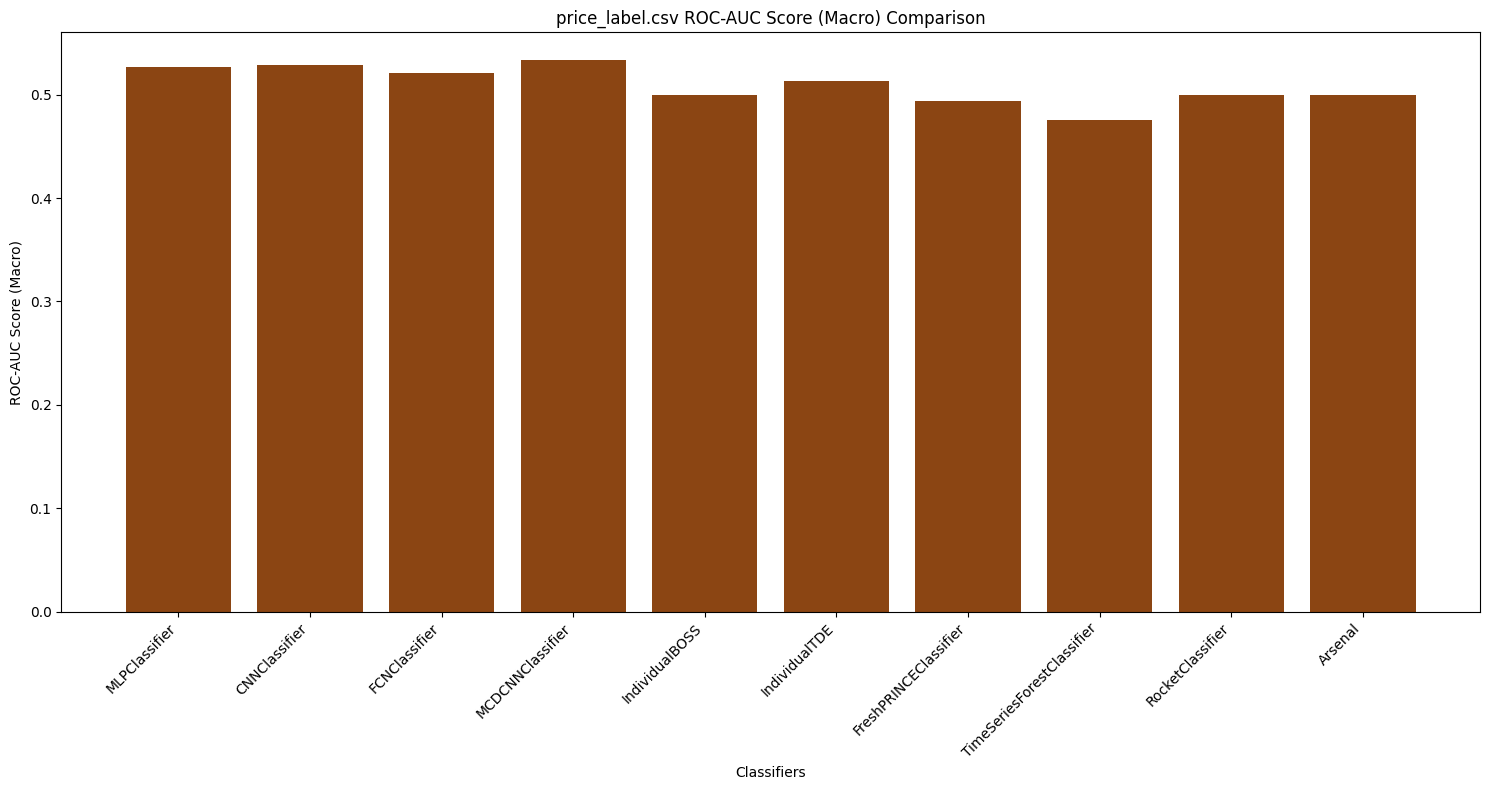 price_label.csv ROC-AUC Score (Macro) Comparison
ROC-AUC Score (Macro)
0.5
0.4
0.3
0.2
0.1
0.0
MLPClassifier
CNNClassifier
FCNClassifier
MCDCNNClassifier
IndividualBOSS
IndividualTDE
FreshPRINCEClassifier
TimeSeriesForestClassifier
RocketClassifier
Arsenal
Classifiers